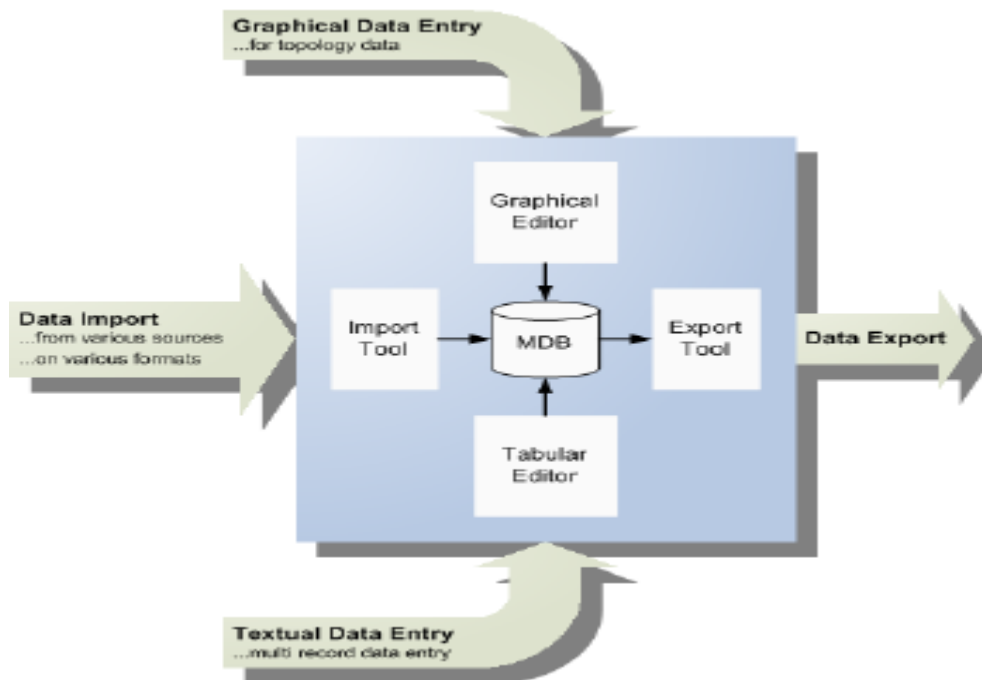 Graphical Data Entry
...for topology data
Graphical
Editor
Data Import
...from various sources
...on various formats
Import
Tool
MDB
Export
Tool
Data Export
Tabular
Editor
Textual Data Entry
...multi record data entry